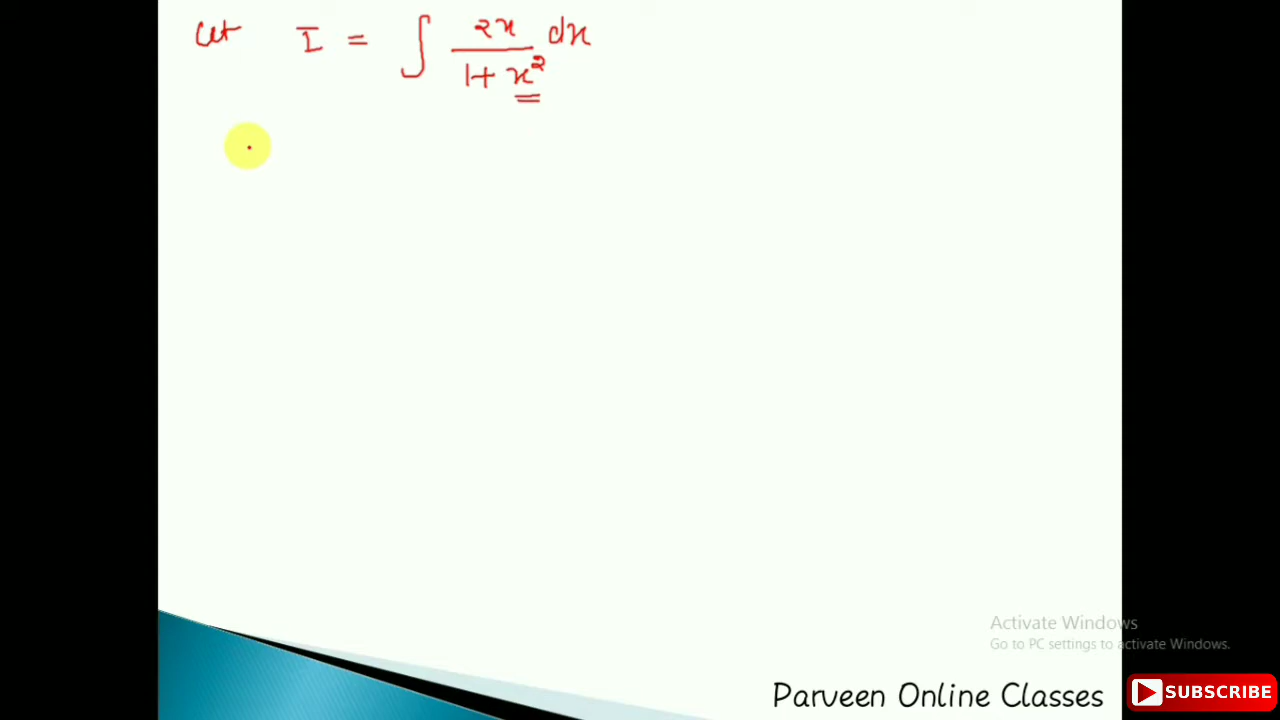 Let I = ∫ 2x / (1 + x²) dx
Activate Windows
Go to PC settings to activate Windows.
Parveen Online Classes
SUBSCRIBE